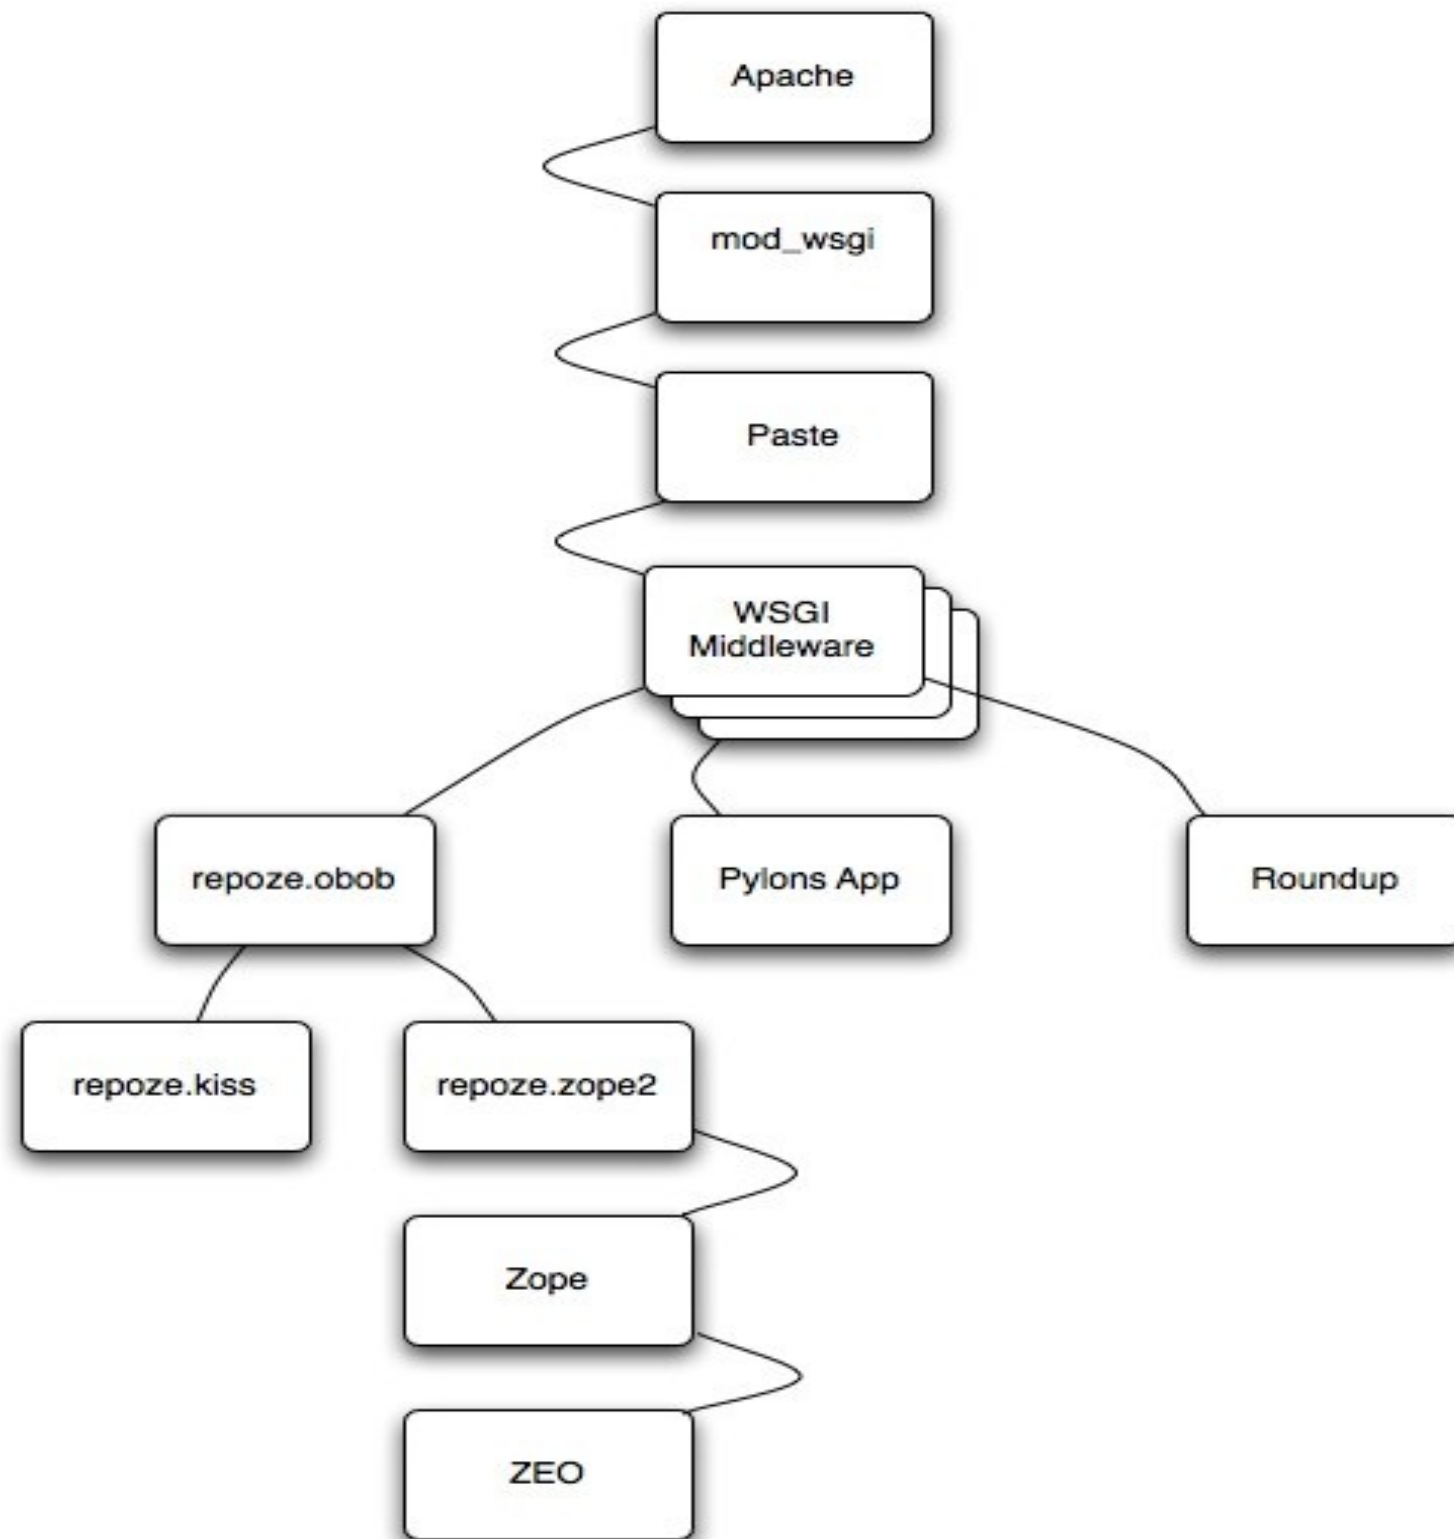 Apache
mod_wsgi
Paste
WSGI
Middleware
repoze.obob
Pylons App
Roundup
repoze.kiss
repoze.zope2
Zope
ZEO